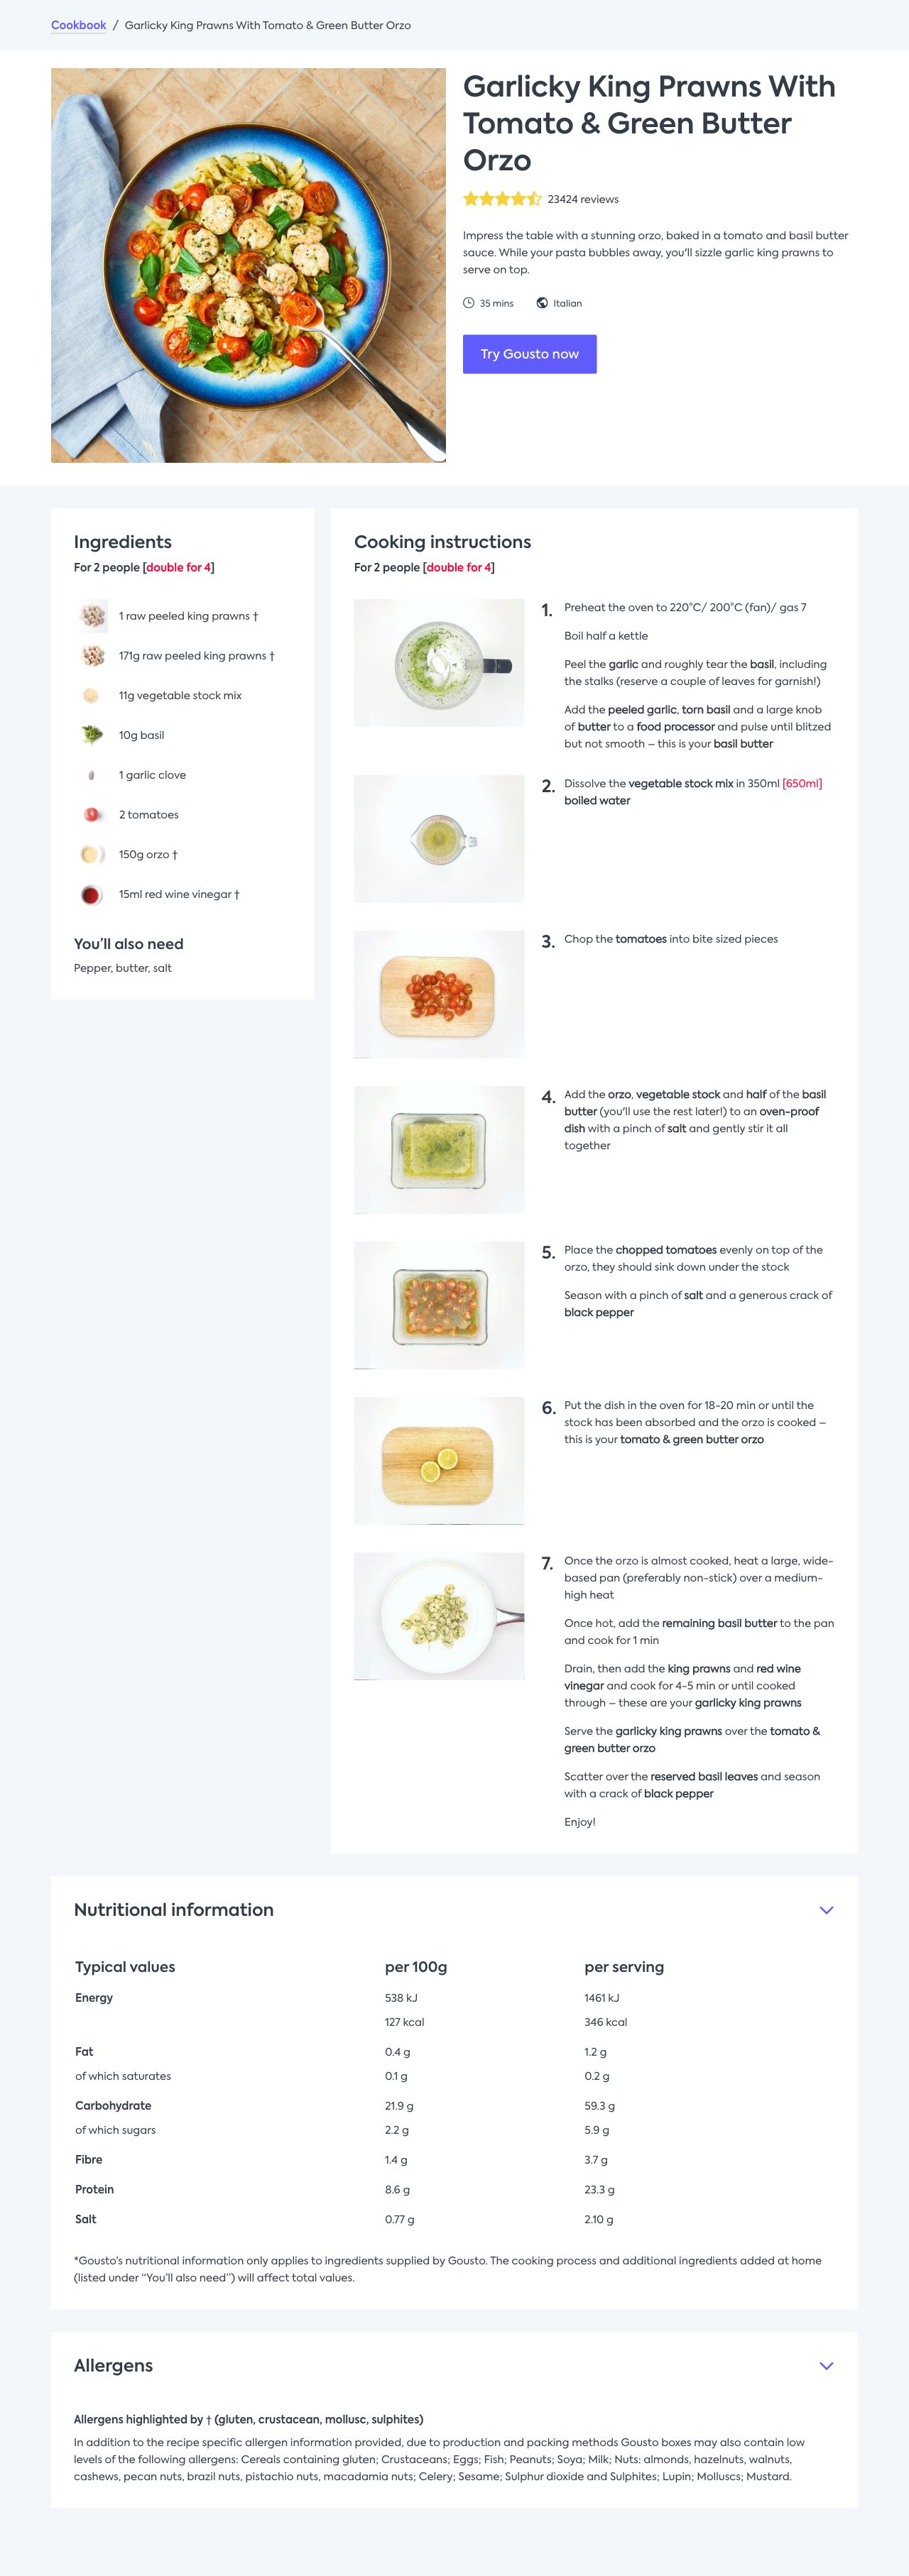 Cookbook / Garlicky King Prawns With Tomato & Green Butter Orzo
Garlicky King Prawns With
Tomato & Green Butter
Orzo
23424 reviews
Impress the table with a stunning orzo, baked in a tomato and basil butter
sauce. While your pasta bubbles away, you'll sizzle garlic king prawns to
serve on top.
35 mins Italian
Try Gousto now
Ingredients
For 2 people [double for 4]
1 raw peeled king prawns †
171g raw peeled king prawns †
11g vegetable stock mix
10g basil
1 garlic clove
2 tomatoes
150g orzo †
15ml red wine vinegar †
You'll also need
Pepper, butter, salt
Cooking instructions
For 2 people [double for 4]
1. Preheat the oven to 220°C/ 200°C (fan)/ gas 7
Boil half a kettle
Peel the garlic and roughly tear the basil, including
the stalks (reserve a couple of leaves for garnish!)
Add the peeled garlic, torn basil and a large knob
of butter to a food processor and pulse until blitzed
but not smooth – this is your basil butter
2. Dissolve the vegetable stock mix in 350ml [650ml]
boiled water
3. Chop the tomatoes into bite sized pieces
4. Add the orzo, vegetable stock and half of the basil
butter (you'll use the rest later!) to an oven-proof
dish with a pinch of salt and gently stir it all
together
5. Place the chopped tomatoes evenly on top of the
orzo, they should sink down under the stock
Season with a pinch of salt and a generous crack of
black pepper
6. Put the dish in the oven for 18-20 min or until the
stock has been absorbed and the orzo is cooked –
this is your tomato & green butter orzo
7. Once the orzo is almost cooked, heat a large, wide-
based pan (preferably non-stick) over a medium-
high heat
Once hot, add the remaining basil butter to the pan
and cook for 1 min
Drain, then add the king prawns and red wine
vinegar and cook for 4-5 min or until cooked
through – these are your garlicky king prawns
Serve the garlicky king prawns over the tomato &
green butter orzo
Scatter over the reserved basil leaves and season
with a crack of black pepper
Enjoy!
Nutritional information
Typical values per 100g per serving
Energy 538 kJ 1461 kJ
127 kcal 346 kcal
Fat 0.4 g 1.2 g
of which saturates 0.1 g 0.2 g
Carbohydrate 21.9 g 59.3 g
of which sugars 2.2 g 5.9 g
Fibre 1.4 g 3.7 g
Protein 8.6 g 23.3 g
Salt 0.77 g 2.10 g
*Gousto's nutritional information only applies to ingredients supplied by Gousto. The cooking process and additional ingredients added at home
(listed under "You'll also need") will affect total values.
Allergens
Allergens highlighted by † (gluten, crustacean, mollusc, sulphites)
In addition to the recipe specific allergen information provided, due to production and packing methods Gousto boxes may also contain low
levels of the following allergens: Cereals containing gluten; Crustaceans; Eggs; Fish; Peanuts; Soya; Milk; Nuts: almonds, hazelnuts, walnuts,
cashews, pecan nuts, brazil nuts, pistachio nuts, macadamia nuts; Celery; Sesame; Sulphur dioxide and Sulphites; Lupin; Molluscs; Mustard.